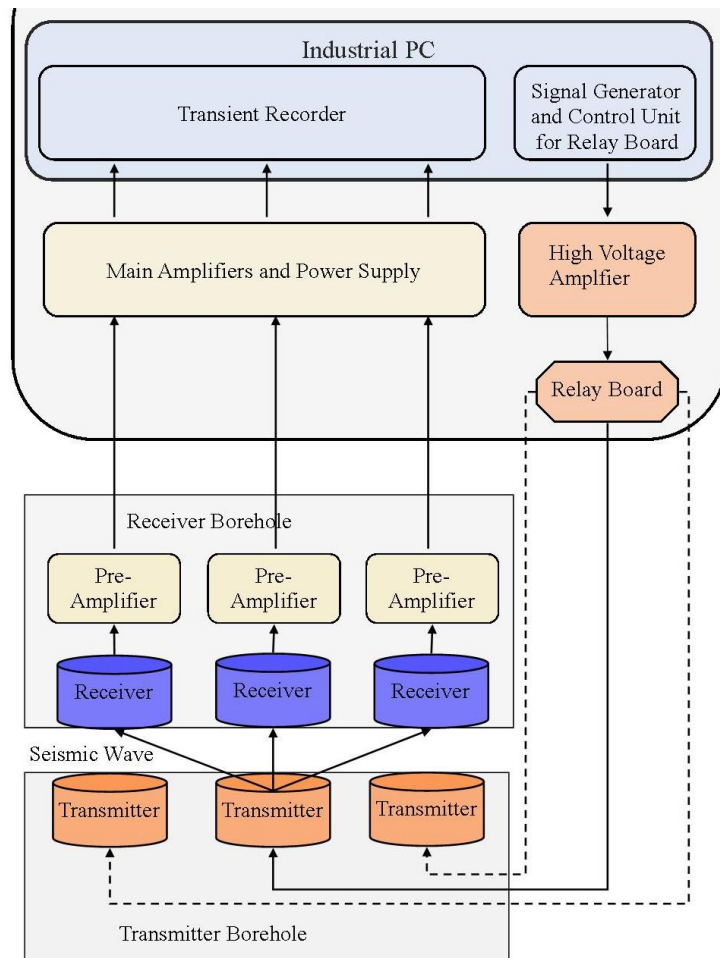 Industrial PC
Transient Recorder
Signal Generator
and Control Unit
for Relay Board
Main Amplifiers and Power Supply
High Voltage
Amplfier
Relay Board
Receiver Borehole
Pre-
Amplifier
Pre-
Amplifier
Pre-
Amplifier
Receiver
Receiver
Receiver
Seismic Wave
Transmitter
Transmitter
Transmitter
Transmitter Borehole